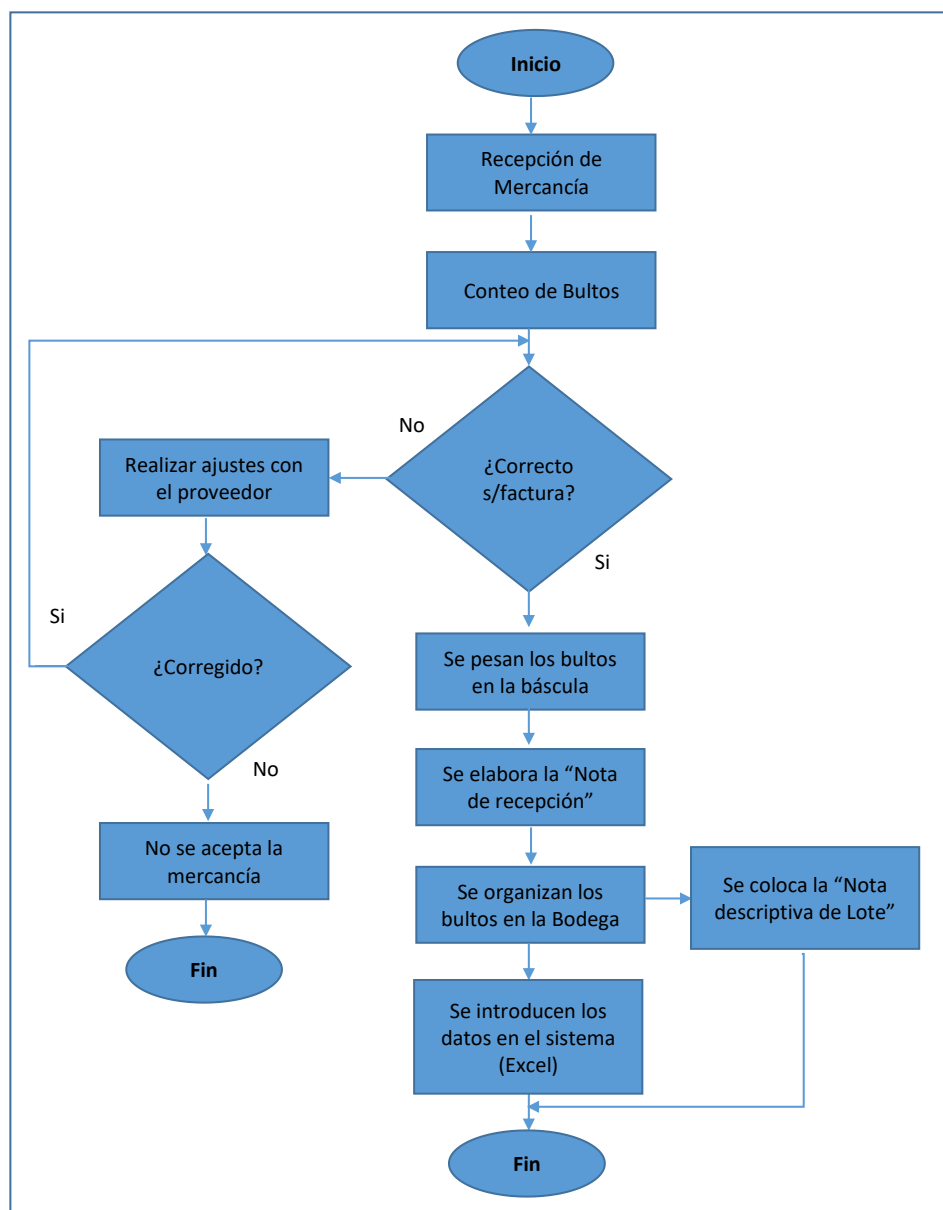 Inicio
Recepción de
Mercancía
Conteo de Bultos
No
¿Correcto
s/factura?
Realizar ajustes con
el proveedor
Si
Si
¿Corregido?
Se pesan los bultos
en la báscula
No
Se elabora la “Nota
de recepción”
No se acepta la
mercancía
Se organizan los
bultos en la Bodega
Se coloca la “Nota
descriptiva de Lote”
Fin
Se introducen los
datos en el sistema
(Excel)
Fin